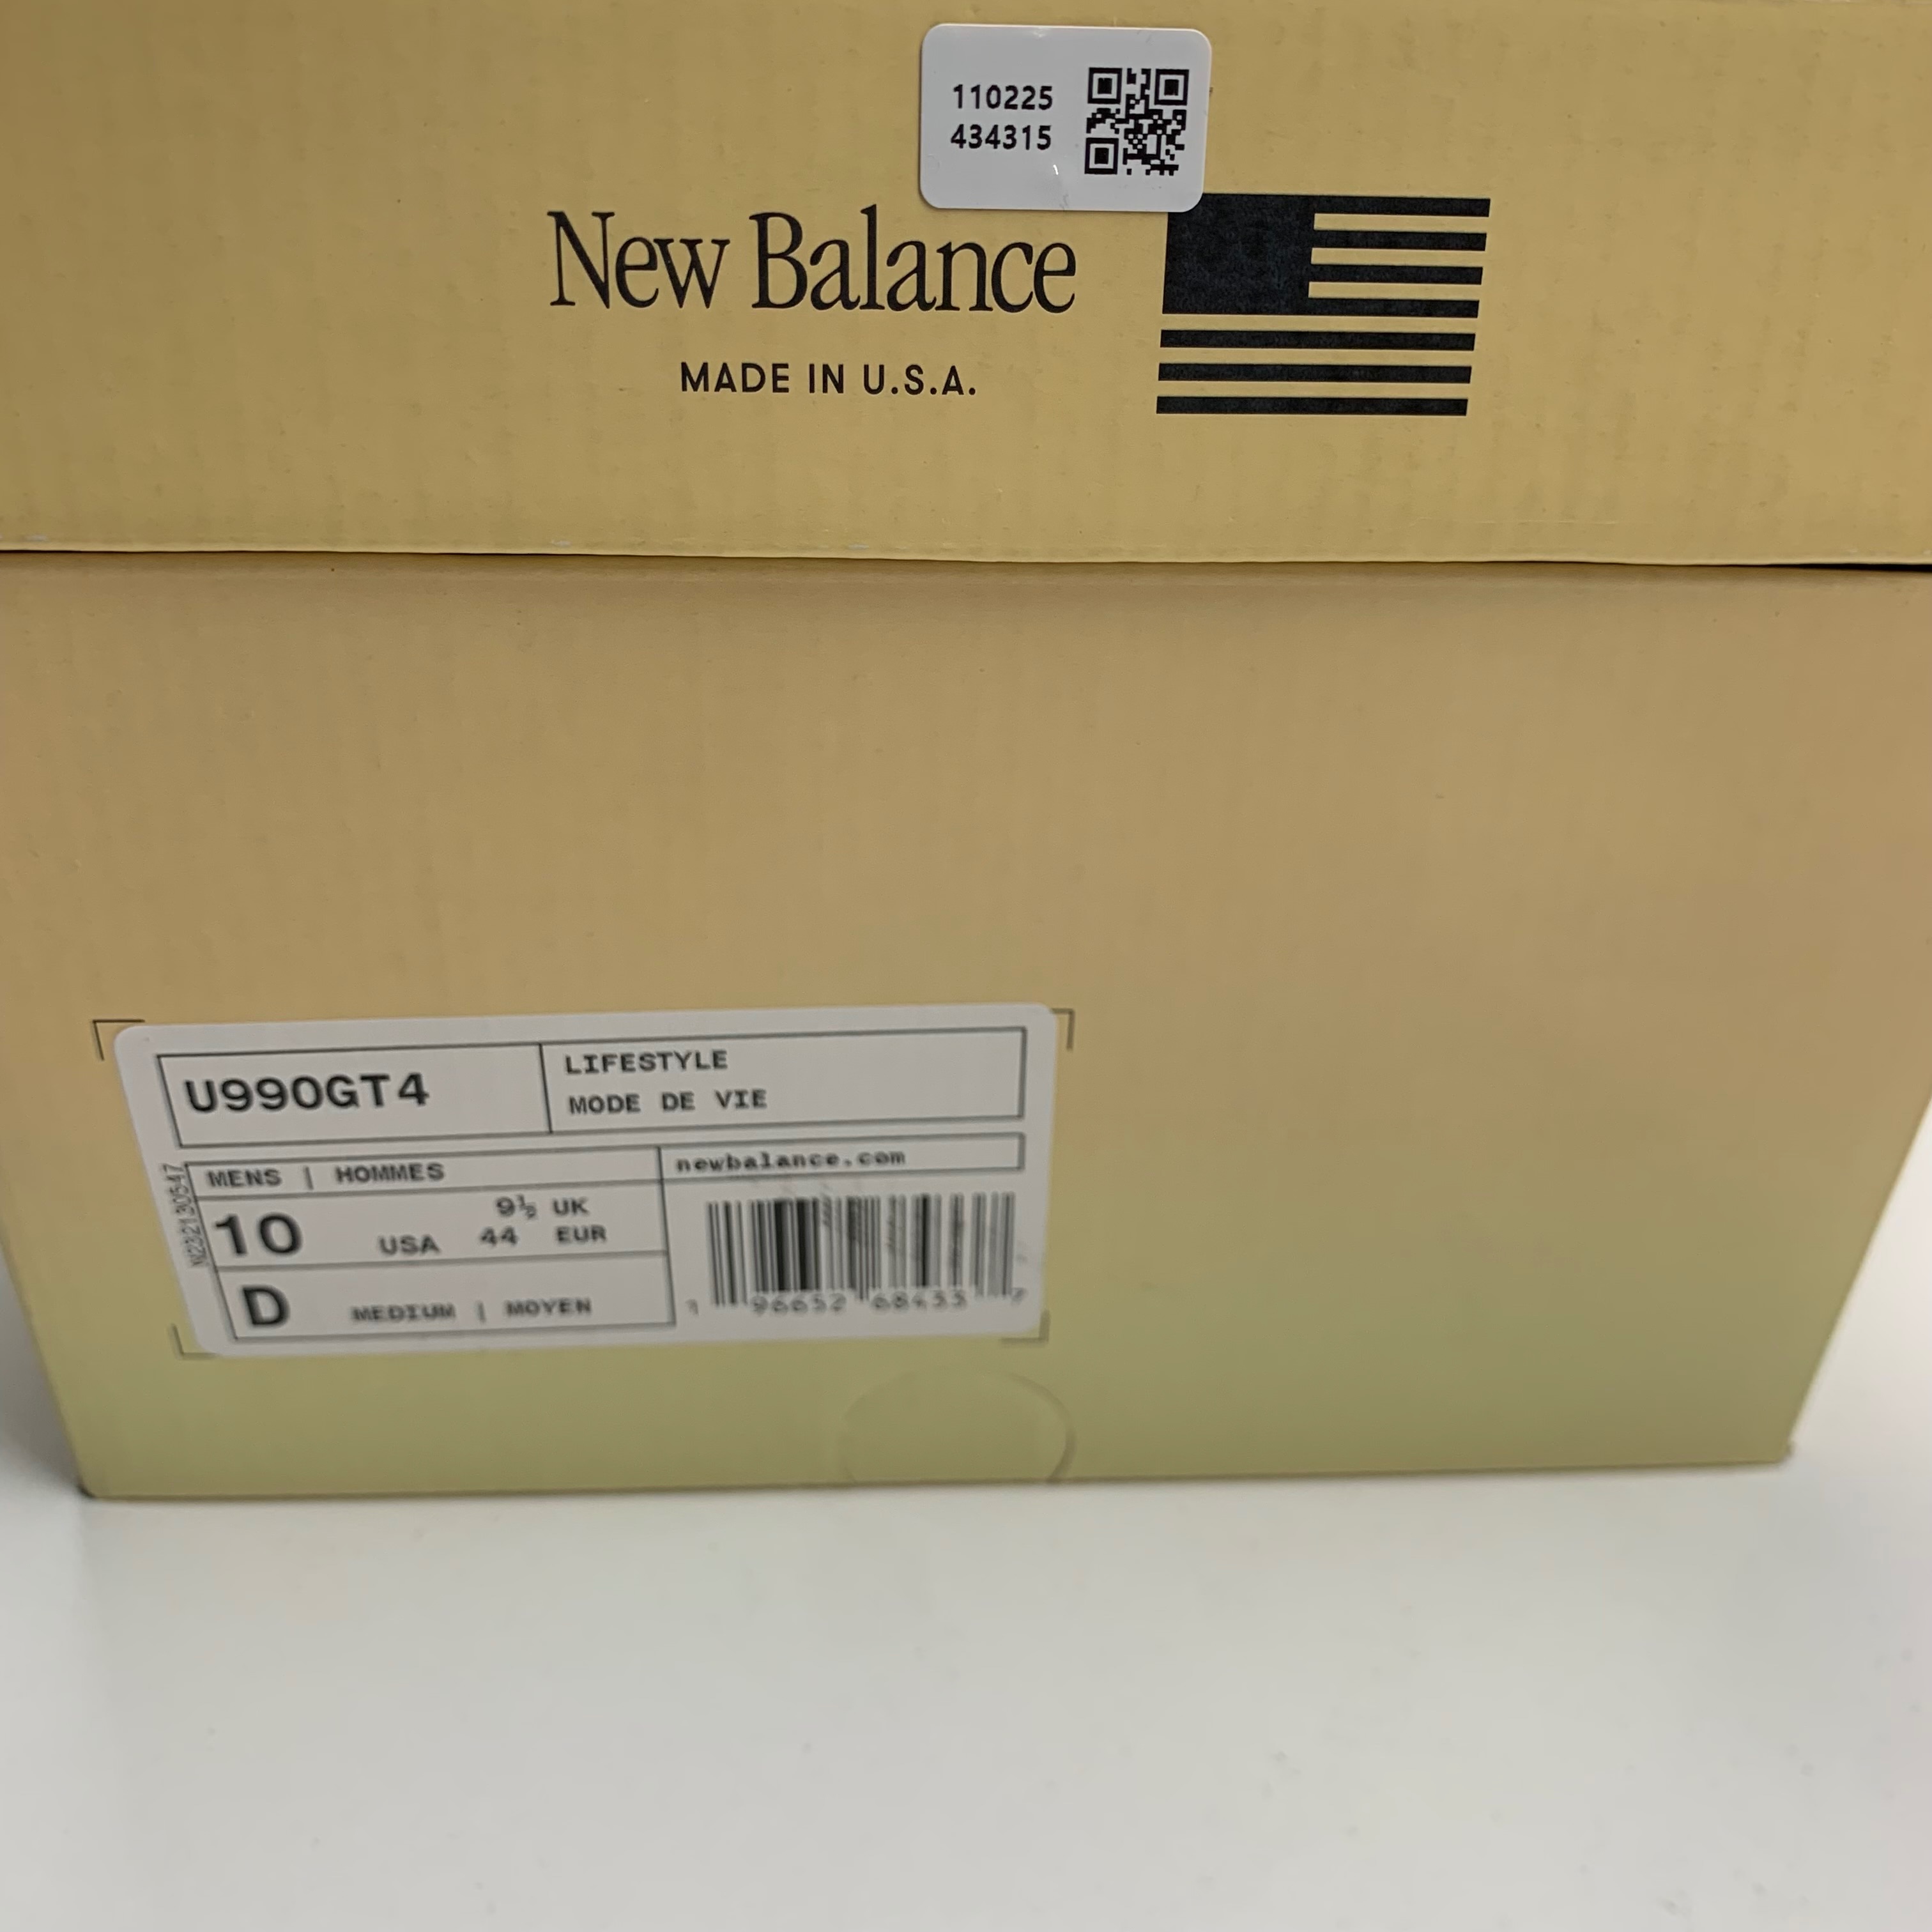 110225
434315
New Balance
MADE IN U.S.A.
U990GT4
LIFESTYLE
MODE DE VIE
MENS | HOMMES
newbalance.com
10 USA
9½ UK
44 EUR
D MEDIUM | MOYEN